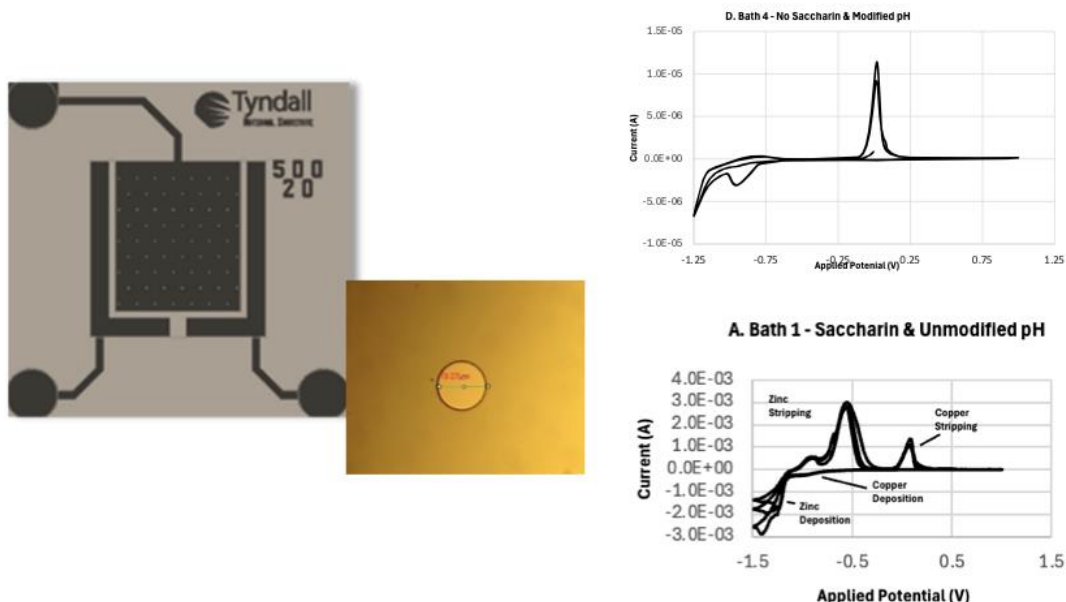 Tyndall
500
20
D. Bath 4 - No Saccharin & Modified pH
1.5E-05
1.0E-05
5.0E-06
0.0E+00
-5.0E-06
-1.0E-05
Current (A)
-1.25
-0.75
-0.25
0.25
0.75
1.25
Applied Potential (V)
A. Bath 1 - Saccharin & Unmodified pH
4.0E-03
3.0E-03
2.0E-03
1.0E-03
0.0E+00
-1.0E-03
-2.0E-03
-3.0E-03
Current (A)
Zinc
Stripping
Copper
Stripping
Copper
Deposition
Zinc
Deposition
-1.5
-0.5
0.5
1.5
Applied Potential (V)